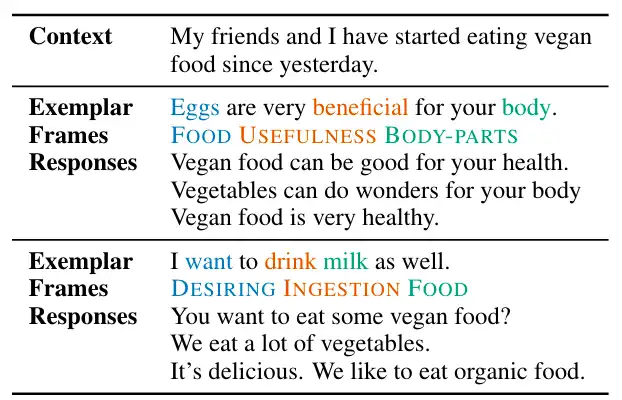 Context My friends and I have started eating vegan
food since yesterday.
Exemplar Eggs are very beneficial for your body.
Frames FOOD USEFULNESS BODY-PARTS
Responses Vegan food can be good for your health.
Vegetables can do wonders for your body
Vegan food is very healthy.
Exemplar I want to drink milk as well.
Frames DESIRING INGESTION FOOD
Responses You want to eat some vegan food?
We eat a lot of vegetables.
It's delicious. We like to eat organic food.